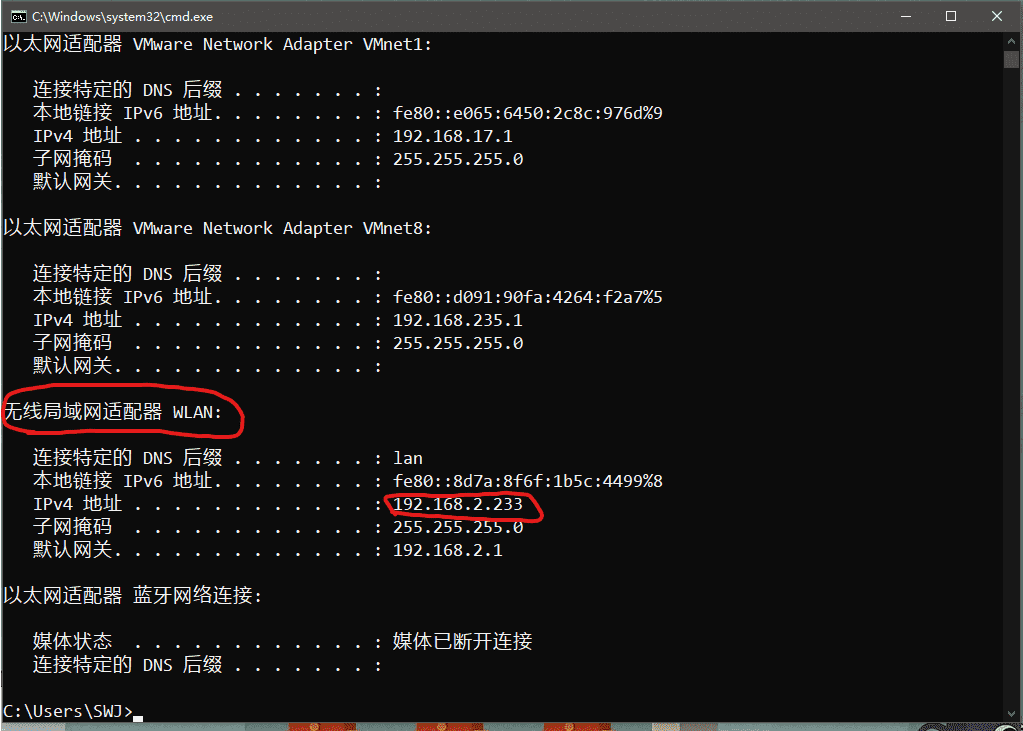 C:\Windows\system32\cmd.exe
以太网适配器 VMware Network Adapter VMnet1:
连接特定的 DNS 后缀 . . . . . . . :
本地链接 IPv6 地址. . . . . . . . : fe80::e065:6450:2c8c:976d%9
IPv4 地址 . . . . . . . . . . . . : 192.168.17.1
子网掩码 . . . . . . . . . . . . : 255.255.255.0
默认网关. . . . . . . . . . . . . :
以太网适配器 VMware Network Adapter VMnet8:
连接特定的 DNS 后缀 . . . . . . . :
本地链接 IPv6 地址. . . . . . . . : fe80::d091:90fa:4264:f2a7%5
IPv4 地址 . . . . . . . . . . . . : 192.168.235.1
子网掩码 . . . . . . . . . . . . : 255.255.255.0
默认网关. . . . . . . . . . . . . :
无线局域网适配器 WLAN:
连接特定的 DNS 后缀 . . . . . . . : lan
本地链接 IPv6 地址. . . . . . . . : fe80::8d7a:8f6f:1b5c:4499%8
IPv4 地址 . . . . . . . . . . . . : 192.168.2.233
子网掩码 . . . . . . . . . . . . : 255.255.255.0
默认网关. . . . . . . . . . . . . : 192.168.2.1
以太网适配器 蓝牙网络连接:
媒体状态 . . . . . . . . . . . . : 媒体已断开连接
连接特定的 DNS 后缀 . . . . . . . :
C:\Users\SWJ>